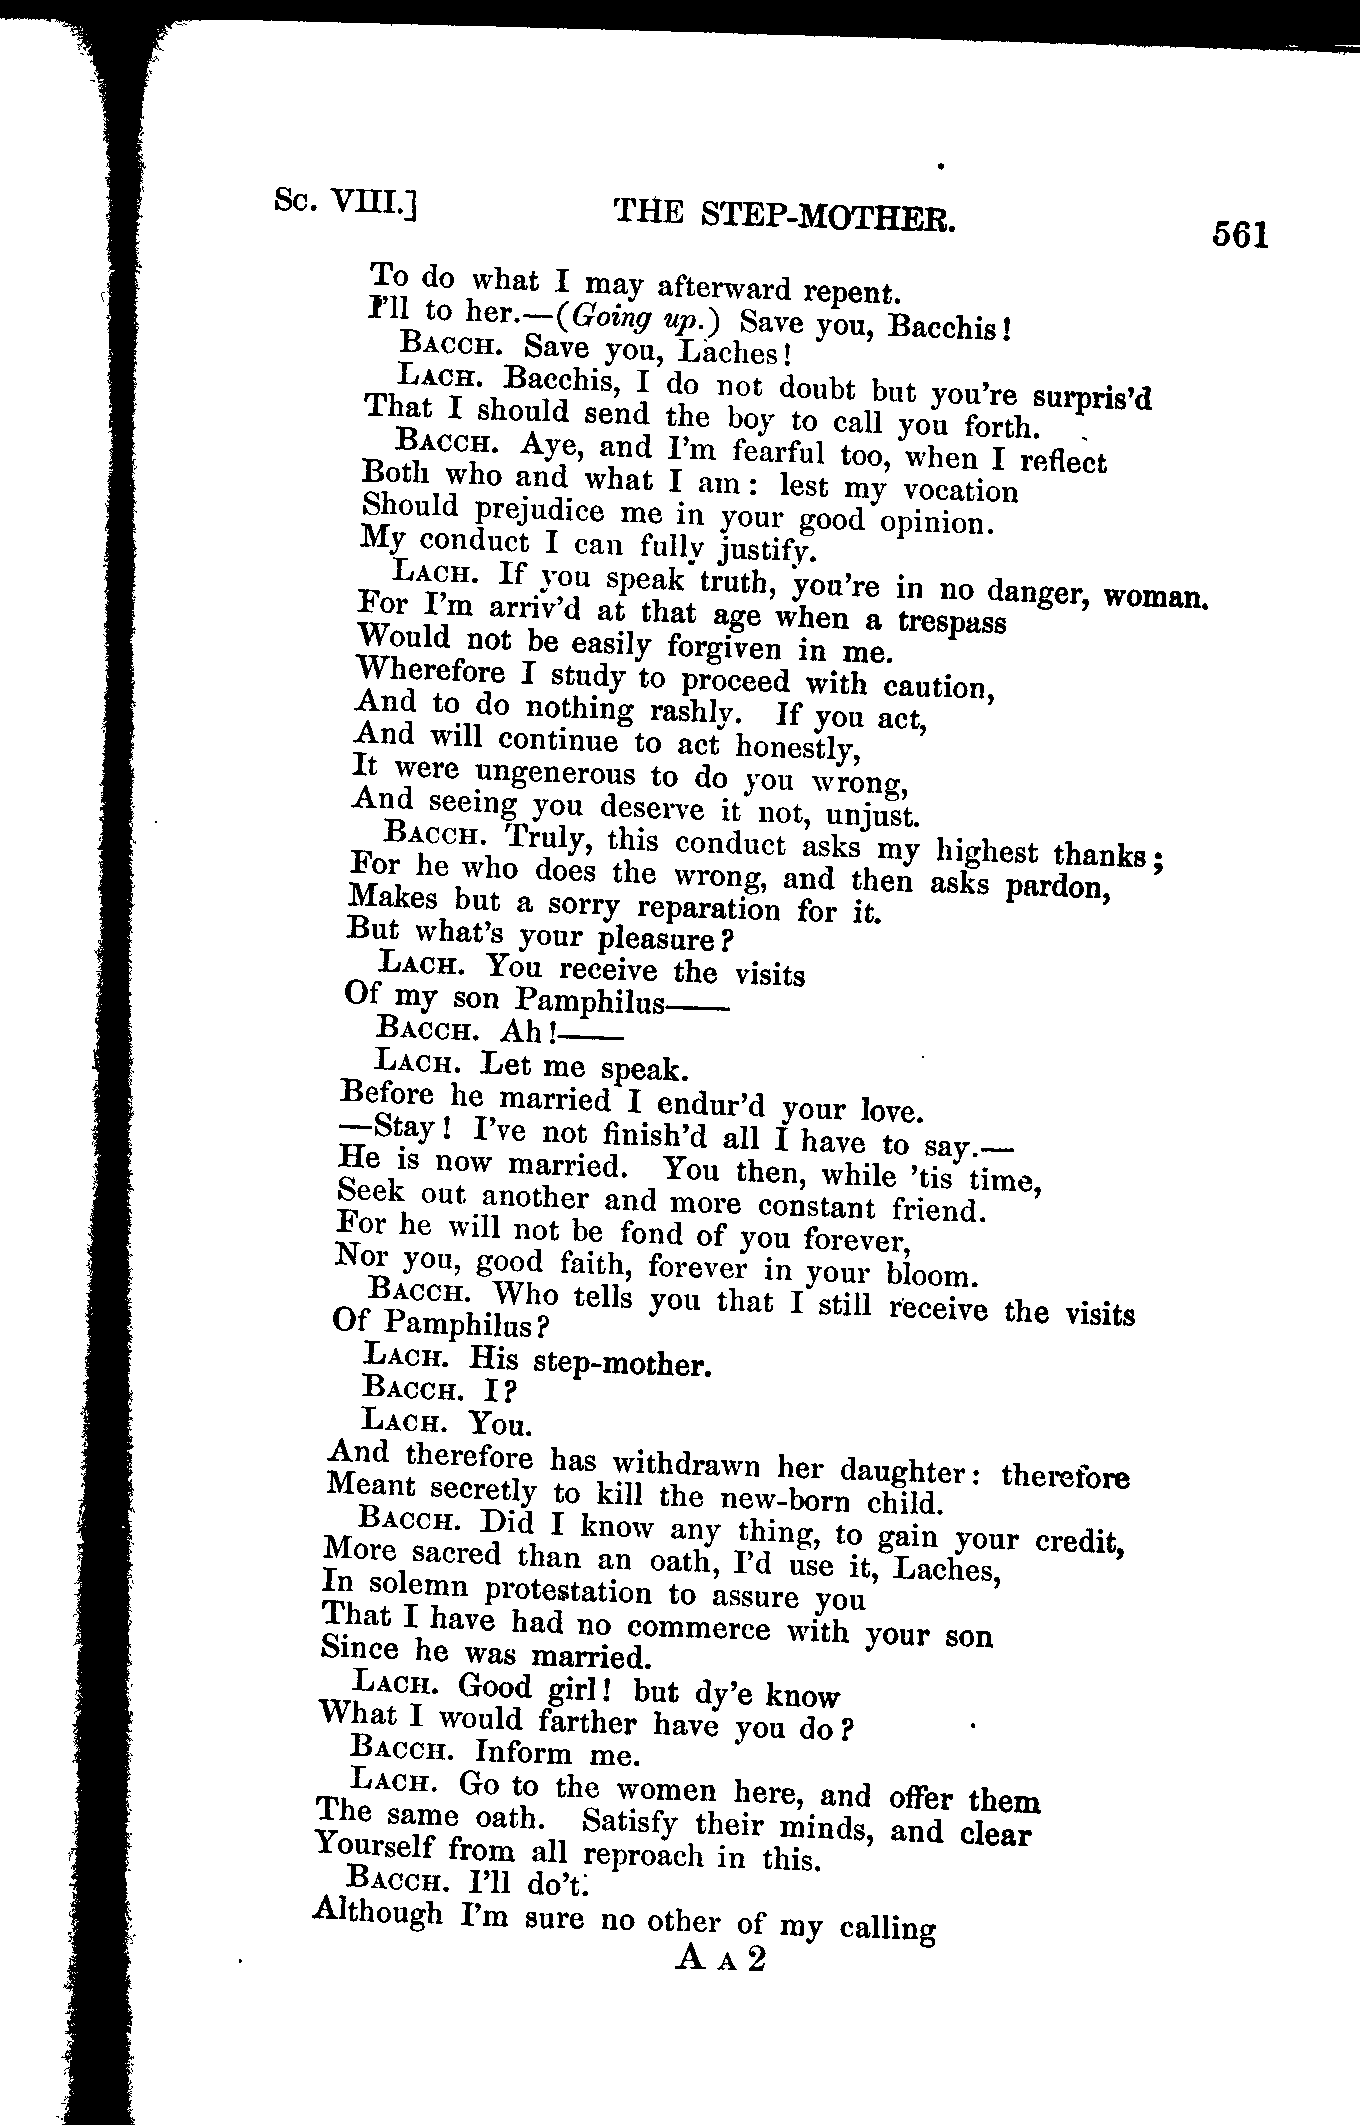 Sc. VIII.] THE STEP-MOTHER. 561
To do what I may afterward repent.
I'll to her.—(Going up.) Save you, Bacchis!
BACCH. Save you, Laches!
LACH. Bacchis, I do not doubt but you're surpris'd
That I should send the boy to call you forth.
BACCH. Aye, and I'm fearful too, when I reflect
Both who and what I am: lest my vocation
Should prejudice me in your good opinion.
My conduct I can fully justify.
LACH. If you speak truth, you're in no danger, woman.
For I'm arriv'd at that age when a trespass
Would not be easily forgiven in me.
Wherefore I study to proceed with caution,
And to do nothing rashly. If you act,
And will continue to act honestly,
It were ungenerous to do you wrong,
And seeing you deserve it not, unjust.
BACCH. Truly, this conduct asks my highest thanks;
For he who does the wrong, and then asks pardon,
Makes but a sorry reparation for it.
But what's your pleasure?
LACH. You receive the visits
Of my son Pamphilus——
BACCH. Ah!——
LACH. Let me speak.
Before he married I endur'd your love.
—Stay! I've not finish'd all I have to say.—
He is now married. You then, while 'tis time,
Seek out another and more constant friend.
For he will not be fond of you forever,
Nor you, good faith, forever in your bloom.
BACCH. Who tells you that I still receive the visits
Of Pamphilus?
LACH. His step-mother.
BACCH. I?
LACH. You.
And therefore has withdrawn her daughter: therefore
Meant secretly to kill the new-born child.
BACCH. Did I know any thing, to gain your credit,
More sacred than an oath, I'd use it, Laches,
In solemn protestation to assure you
That I have had no commerce with your son
Since he was married.
LACH. Good girl! but dy'e know
What I would farther have you do?
BACCH. Inform me.
LACH. Go to the women here, and offer them
The same oath. Satisfy their minds, and clear
Yourself from all reproach in this.
BACCH. I'll do't.
Although I'm sure no other of my calling
A A 2